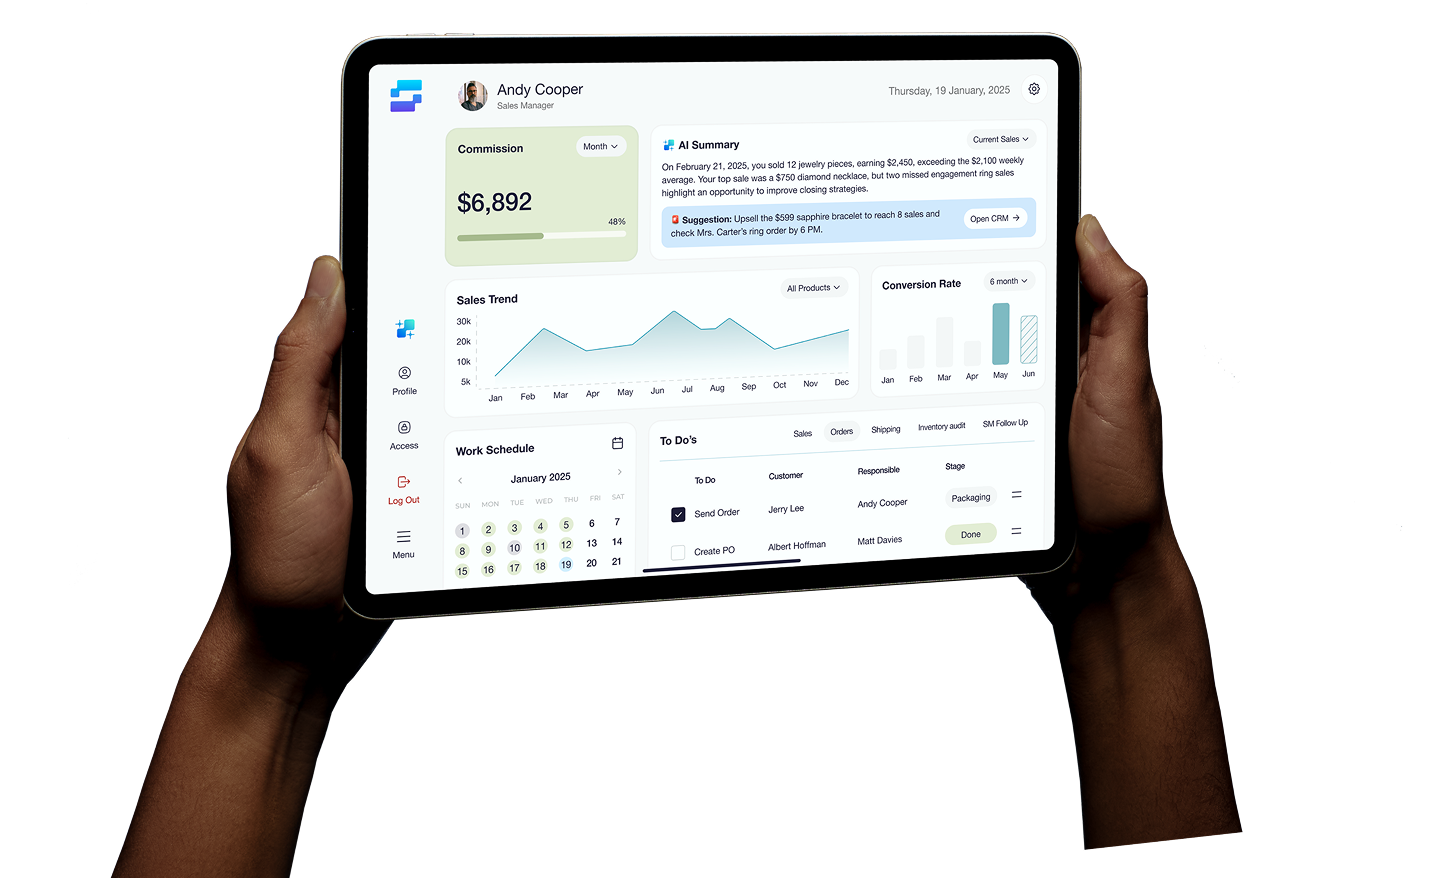 Andy Cooper
Sales Manager
Thursday, 19 January, 2025
Commission
Month
$6,892
48%
AI Summary
Current Sales
On February 21, 2025, you sold 12 jewelry pieces, earning $2,450, exceeding the $2,100 weekly
average. Your top sale was a $750 diamond necklace, but two missed engagement ring sales
highlight an opportunity to improve closing strategies.
Suggestion: Upsell the $599 sapphire bracelet to reach 8 sales and
check Mrs. Carter's ring order by 6 PM.
Open CRM
Sales Trend
All Products
30k
20k
10k
5k
Jan Feb Mar Apr May Jun Jul Aug Sep Oct Nov Dec
Conversion Rate
6 month
Jan Feb Mar Apr May Jun
Profile
Access
Log Out
Menu
Work Schedule
January 2025
SUN MON TUE WED THU FRI SAT
1 2 3 4 5 6 7
8 9 10 11 12 13 14
15 16 17 18 19 20 21
To Do's
Sales Orders Shipping Inventory audit SM Follow Up
To Do Customer Responsible Stage
Send Order Jerry Lee Andy Cooper Packaging
Create PO Albert Hoffman Matt Davies Done